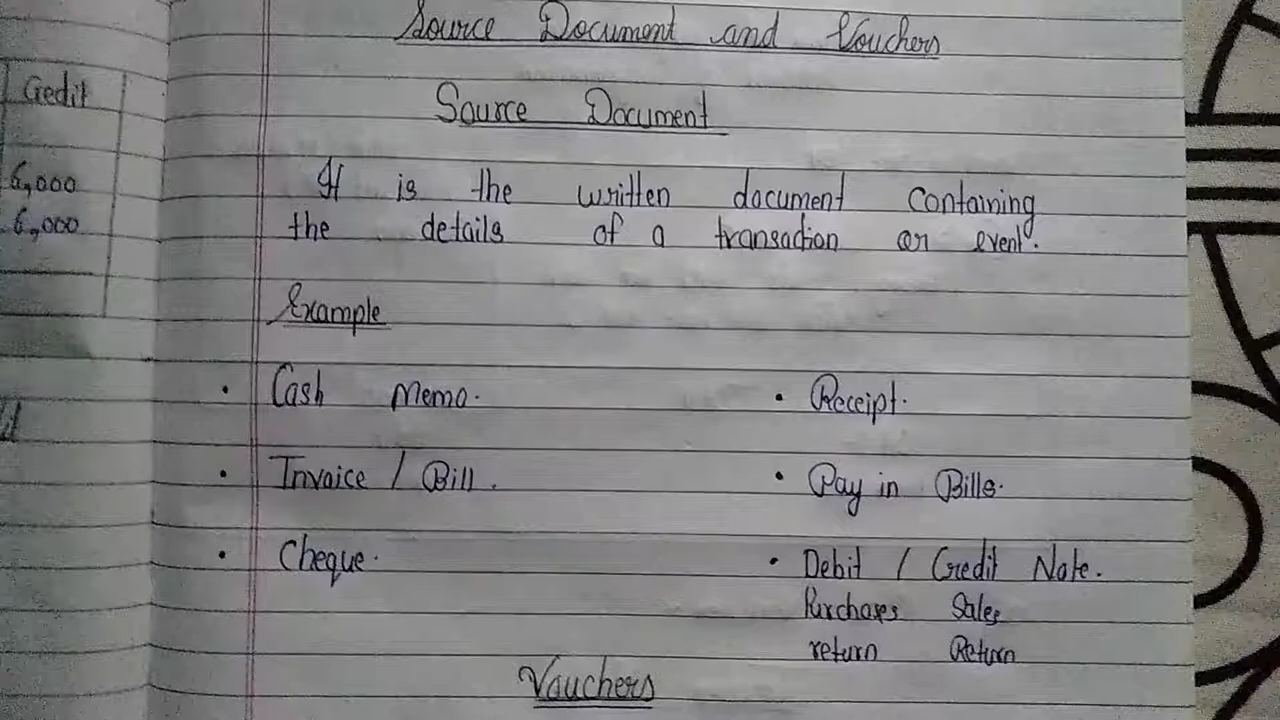 Source Document and Vouchers
Credit
6,000
6,000
Source Document
It is the written document containing
the details of a transaction or event.
Example
• Cash Memo.
• Receipt.
• Invoice / Bill.
• Pay in Bills.
• Cheque.
• Debit / Credit Note.
Purchases Sales
return Return
Vouchers